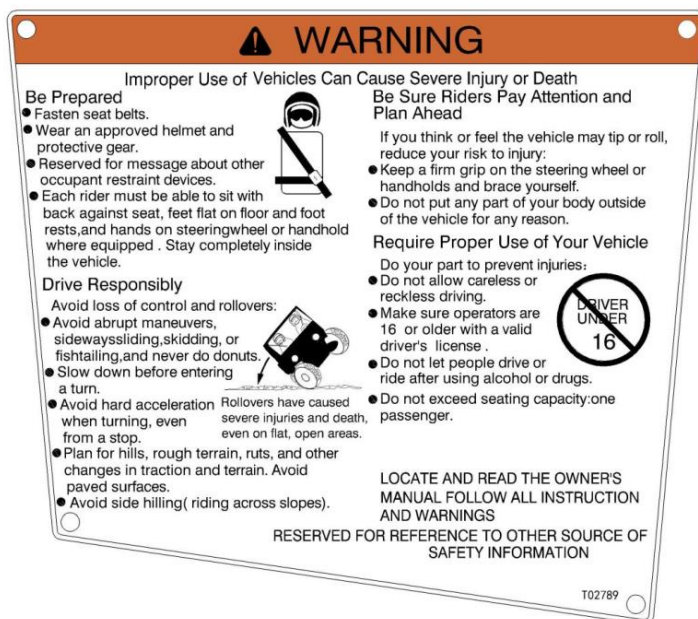 WARNING
Improper Use of Vehicles Can Cause Severe Injury or Death
Be Prepared
Fasten seat belts.
Wear an approved helmet and
protective gear.
Reserved for message about other
occupant restraint devices.
Each rider must be able to sit with
back against seat, feet flat on floor and foot
rests,and hands on steeringwheel or handhold
where equipped . Stay completely inside
the vehicle.
Drive Responsibly
Avoid loss of control and rollovers:
Avoid abrupt maneuvers,
sidewayssliding,skidding, or
fishtailing,and never do donuts.
Slow down before entering
a turn.
Avoid hard acceleration
when turning, even
from a stop.
Rollovers have caused
severe injuries and death,
even on flat, open areas.
Plan for hills, rough terrain, ruts, and other
changes in traction and terrain. Avoid
paved surfaces.
Avoid side hilling( riding across slopes).
Be Sure Riders Pay Attention and
Plan Ahead
If you think or feel the vehicle may tip or roll,
reduce your risk to injury:
Keep a firm grip on the steering wheel or
handholds and brace yourself.
Do not put any part of your body outside
of the vehicle for any reason.
Require Proper Use of Your Vehicle
Do your part to prevent injuries:
Do not allow careless or
reckless driving.
Make sure operators are
16 or older with a valid
driver's license .
Do not let people drive or
ride after using alcohol or drugs.
Do not exceed seating capacity:one
passenger.
DRIVER
UNDER
16
LOCATE AND READ THE OWNER'S
MANUAL FOLLOW ALL INSTRUCTION
AND WARNINGS
RESERVED FOR REFERENCE TO OTHER SOURCE OF
SAFETY INFORMATION
T02789